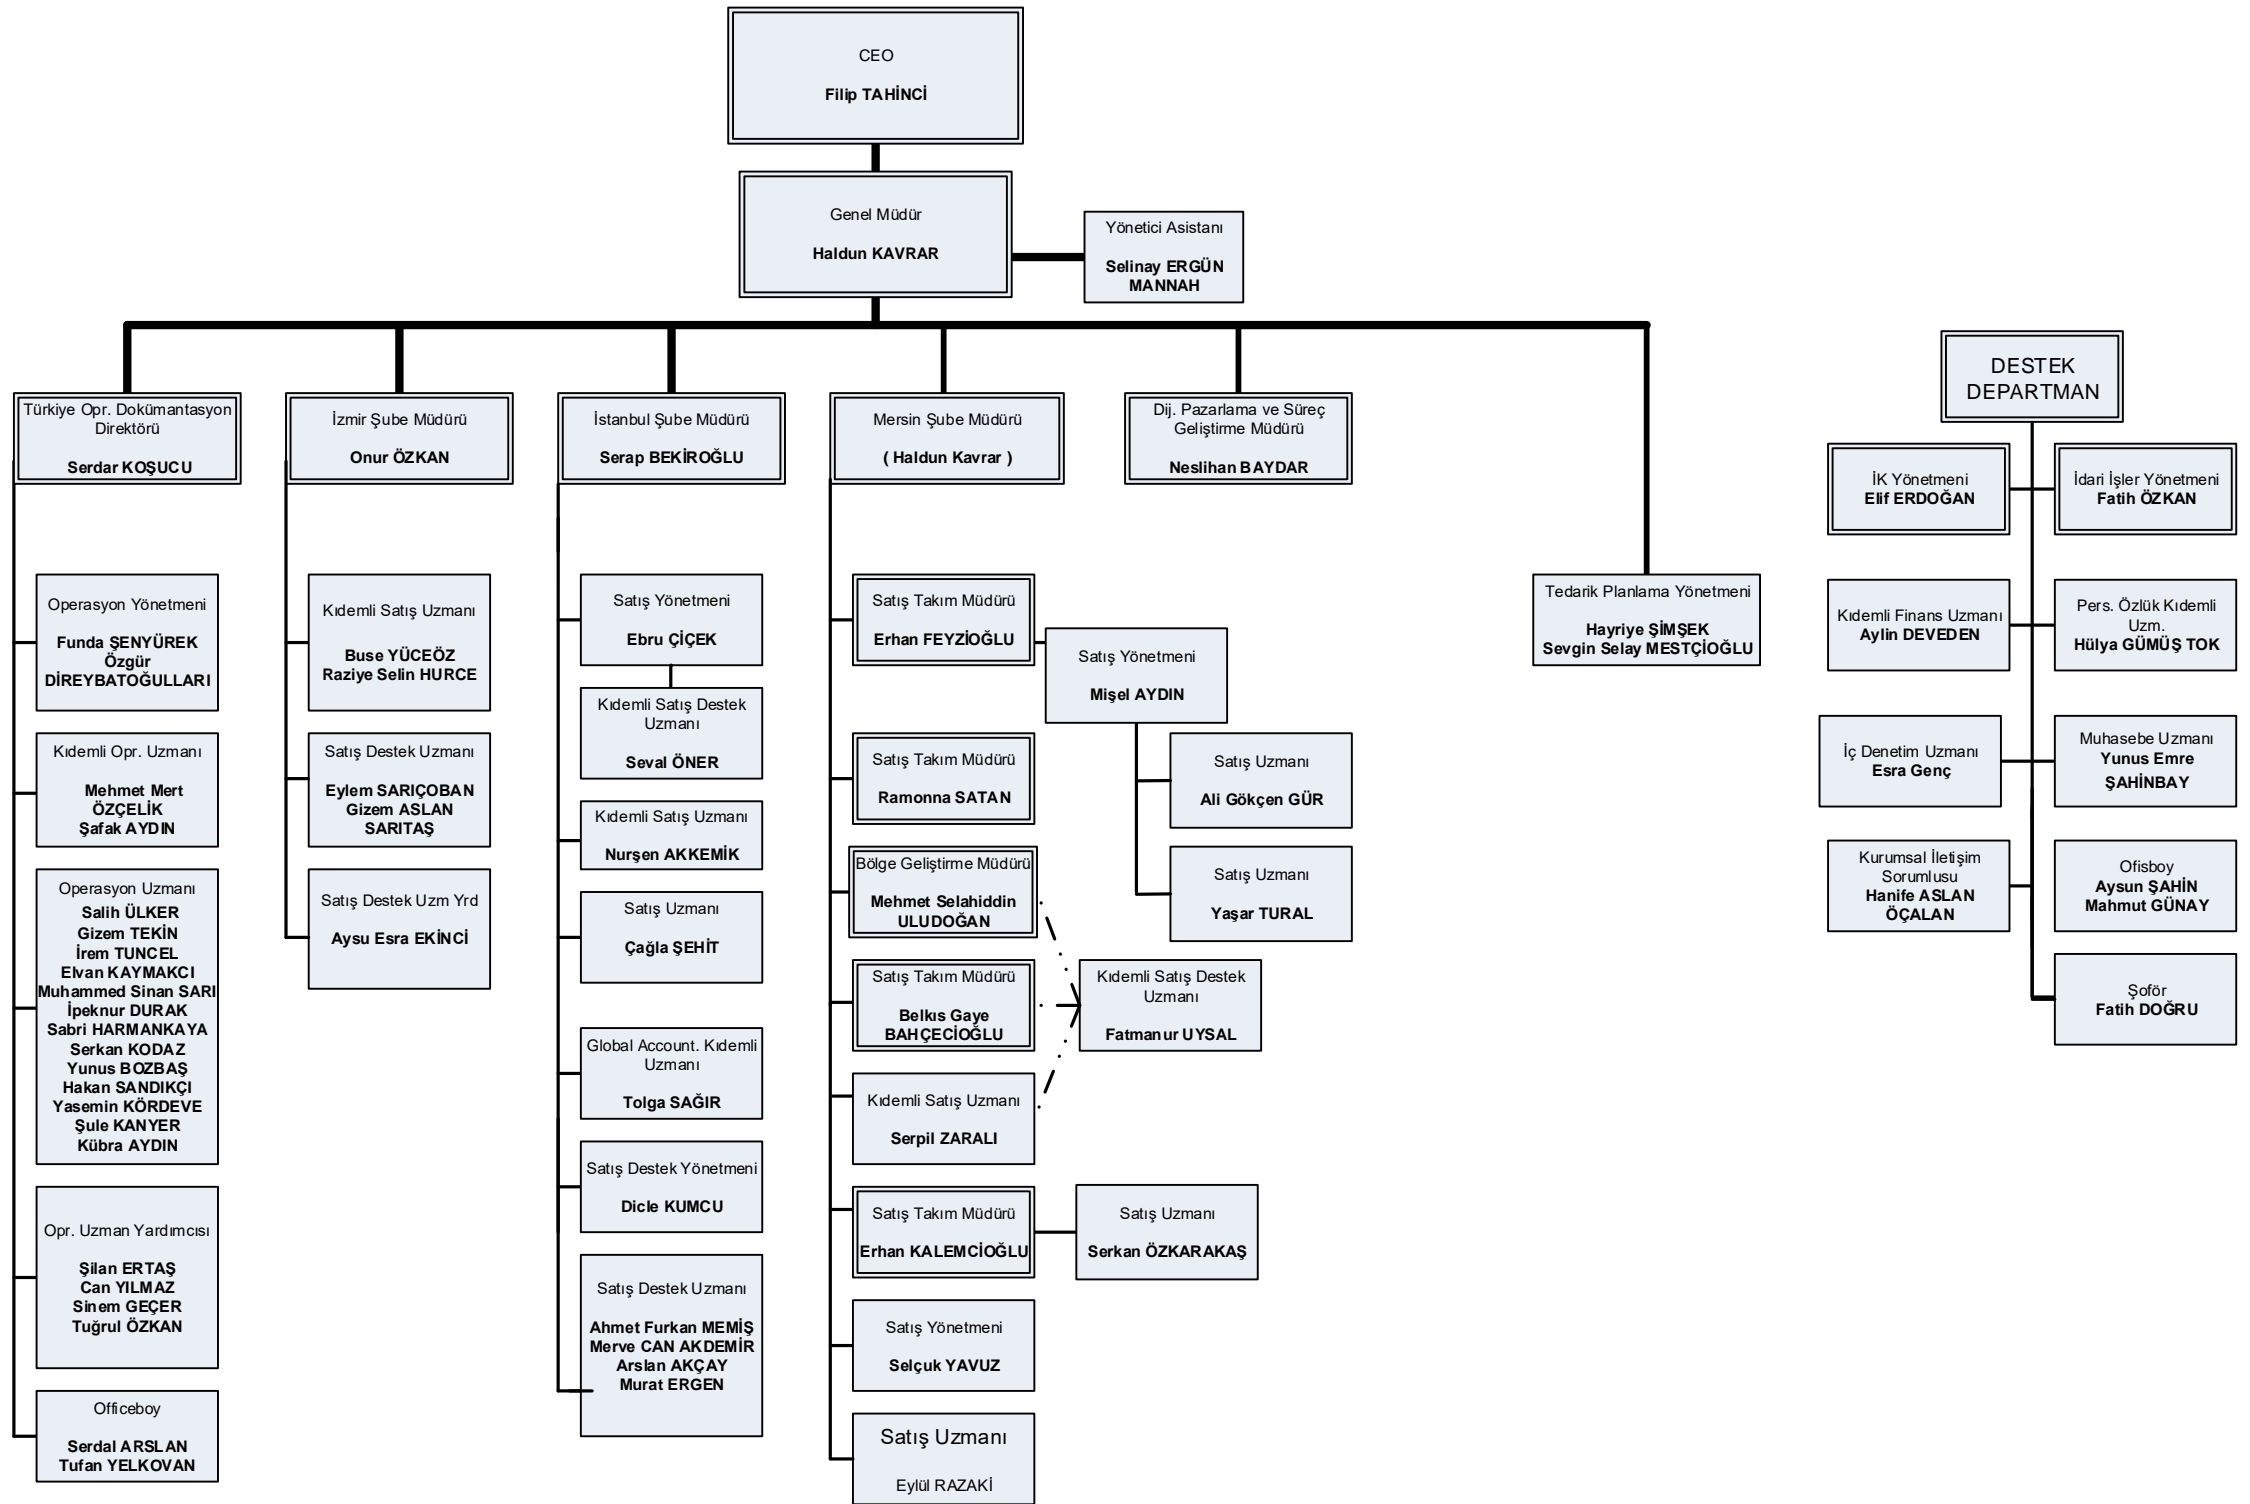 CEO
Filip TAHİNCİ
Genel Müdür
Haldun KAVRAR
Yönetici Asistanı
Selinay ERGÜN
MANNAH
Türkiye Opr. Dokümantasyon
Direktörü
Serdar KOŞUCU
Operasyon Yönetmeni
Funda ŞENYÜREK
Özgür
DİREYBATOĞULLARI
Kıdemli Opr. Uzmanı
Mehmet Mert
ÖZÇELİK
Şafak AYDIN
Operasyon Uzmanı
Salih ÜLKER
Gizem TEKİN
İrem TUNCEL
Elvan KAYMAKCI
Muhammed Sinan SARI
İpeknur DURAK
Sabri HARMANKAYA
Serkan KODAZ
Yunus BOZBAŞ
Hakan SANDIKÇI
Yasemin KÖRDEVE
Şule KANYER
Kübra AYDIN
Opr. Uzman Yardımcısı
Şilan ERTAŞ
Can YILMAZ
Sinem GEÇER
Tuğrul ÖZKAN
Officeboy
Serdal ARSLAN
Tufan YELKOVAN
İzmir Şube Müdürü
Onur ÖZKAN
Kıdemli Satış Uzmanı
Buse YÜCEÖZ
Raziye Selin HURCE
Satış Destek Uzmanı
Eylem SARIÇOBAN
Gizem ASLAN
SARITAŞ
Satış Destek Uzm Yrd
Aysu Esra EKİNCİ
İstanbul Şube Müdürü
Serap BEKİROĞLU
Satış Yönetmeni
Ebru ÇİÇEK
Kıdemli Satış Destek
Uzmanı
Seval ÖNER
Kıdemli Satış Uzmanı
Nurşen AKKEMİK
Satış Uzmanı
Çağla ŞEHİT
Global Account. Kıdemli
Uzmanı
Tolga SAĞIR
Satış Destek Yönetmeni
Dicle KUMCU
Satış Destek Uzmanı
Ahmet Furkan MEMİŞ
Merve CAN AKDEMİR
Arslan AKÇAY
Murat ERGEN
Mersin Şube Müdürü
( Haldun Kavrar )
Satış Takım Müdürü
Erhan FEYZİOĞLU
Satış Yönetmeni
Mişel AYDIN
Satış Uzmanı
Ali Gökçen GÜR
Satış Uzmanı
Yaşar TURAL
Satış Takım Müdürü
Ramonna SATAN
Bölge Geliştirme Müdürü
Mehmet Selahiddin
ULUDOĞAN
Satış Takım Müdürü
Belkıs Gaye
BAHÇECİOĞLU
Kıdemli Satış Destek
Uzmanı
Fatmanur UYSAL
Kıdemli Satış Uzmanı
Serpil ZARALI
Satış Takım Müdürü
Erhan KALEMCİOĞLU
Satış Uzmanı
Serkan ÖZKARAKAŞ
Satış Yönetmeni
Selçuk YAVUZ
Satış Uzmanı
Eylül RAZAKİ
Dij. Pazarlama ve Süreç
Geliştirme Müdürü
Neslihan BAYDAR
Tedarik Planlama Yönetmeni
Hayriye ŞİMŞEK
Sevgin Selay MESTÇİOĞLU
DESTEK
DEPARTMAN
İK Yönetmeni
Elif ERDOĞAN
İdari İşler Yönetmeni
Fatih ÖZKAN
Kıdemli Finans Uzmanı
Aylin DEVEDEN
Pers. Özlük Kıdemli
Uzm.
Hülya GÜMÜŞ TOK
İç Denetim Uzmanı
Esra Genç
Muhasebe Uzmanı
Yunus Emre
ŞAHİNBAY
Kurumsal İletişim
Sorumlusu
Hanife ASLAN
ÖÇALAN
Ofisboy
Aysun ŞAHİN
Mahmut GÜNAY
Şoför
Fatih DOĞRU